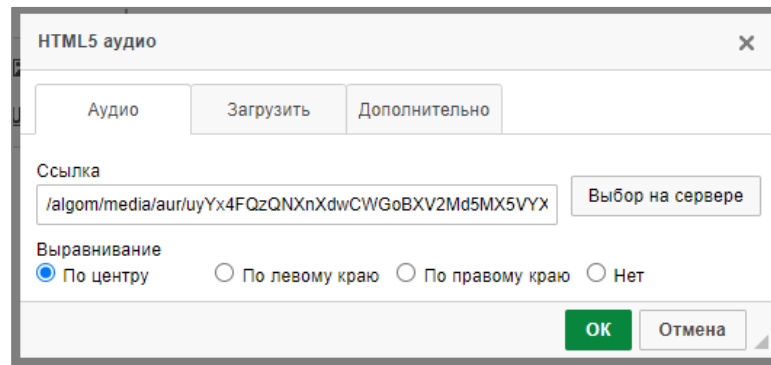 HTML5 аудио
Аудио Загрузить Дополнительно
Ссылка
/algom/media/aur/uyYx4FQzQNXnXdwCWGoBXV2Md5MX5VYX Выбор на сервере
Выравнивание
По центру По левому краю По правому краю Нет
ОК Отмена